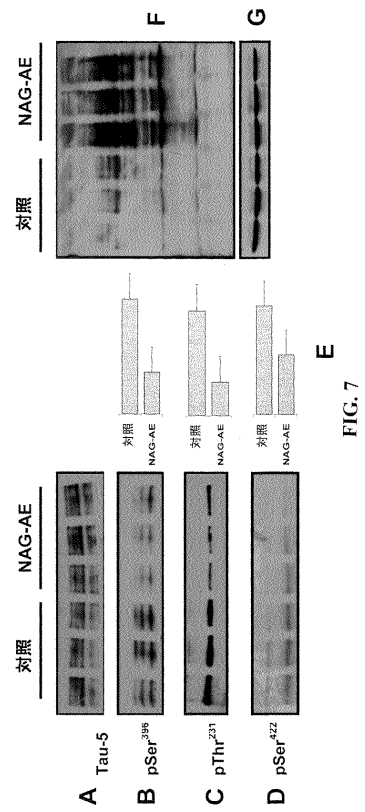 对照 NAG-AE
A Tau-5
B pSer396
C pThr231
D pSer422
对照
NAG-AE
对照
NAG-AE
对照
NAG-AE
E
对照 NAG-AE
F
G
FIG. 7